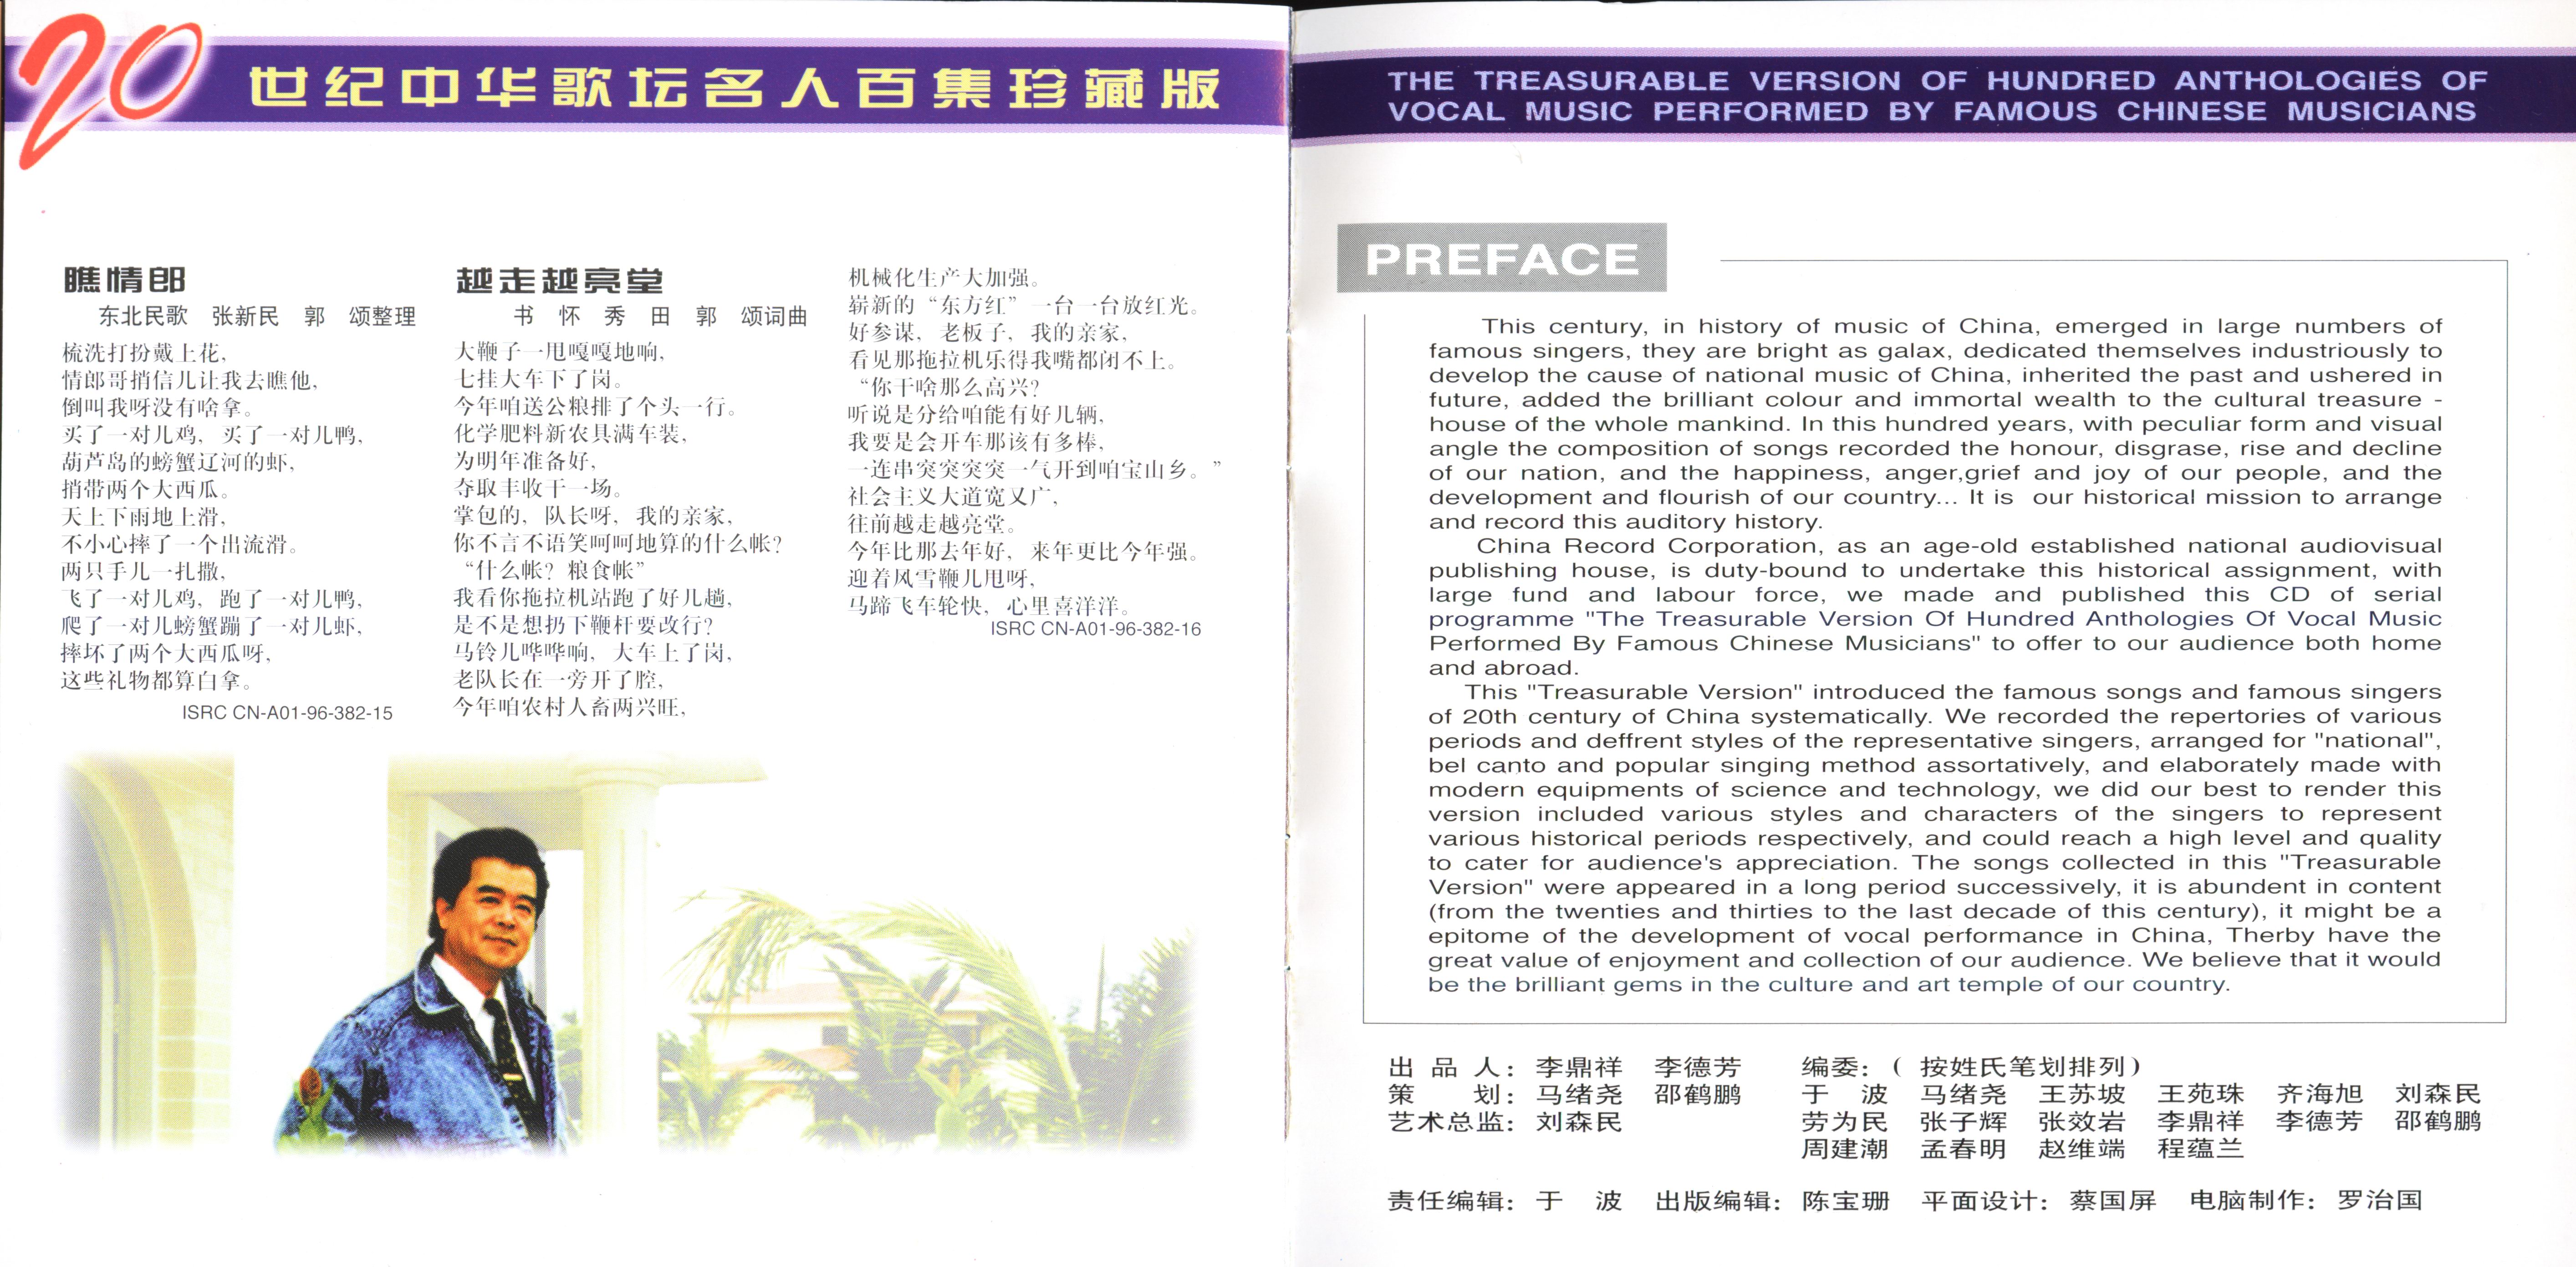 20
世纪中华歌坛名人百集珍藏版
瞧情郎
东北民歌 张新民 郭 颂整理
梳洗打扮戴上花，
情郎哥捎信儿让我去瞧他，
倒叫我呀没有啥拿。
买了一对儿鸡，买了一对儿鸭，
葫芦岛的螃蟹辽河的虾，
捎带两个大西瓜。
天上下雨地上滑，
不小心摔了一个出流滑。
两只手儿一扎撒，
飞了一对儿鸡，跑了一对儿鸭，
爬了一对儿螃蟹蹦了一对儿虾，
摔坏了两个大西瓜呀，
这些礼物都算白拿。
ISRC CN-A01-96-382-15
越走越亮堂
书 怀 秀 田 郭 颂词曲
大鞭子一甩嘎嘎地响，
七挂大车下了岗。
今年咱送公粮排了个头一行。
化学肥料新农具满车装，
为明年准备好，
夺取丰收干一场。
掌包的，队长呀，我的亲家，
你不言不语笑呵呵地算的什么帐？
“什么帐？粮食帐”
我看你拖拉机站跑了好几趟，
是不是想扔下鞭杆要改行？
马铃儿哗哗响，大车上了岗，
老队长在一旁开了腔，
今年咱农村人畜两兴旺，
机械化生产大加强。
崭新的“东方红”一台一台放红光。
好参谋，老板子，我的亲家，
看见那拖拉机乐得我嘴都闭不上。
“你干啥那么高兴？
听说是分给咱能有好几辆，
我要是会开车那该有多棒，
一连串突突突突一气开到咱宝山乡。”
社会主义大道宽又广，
往前越走越亮堂。
今年比那去年好，来年更比今年强。
迎着风雪鞭儿甩呀，
马蹄飞车轮快，心里喜洋洋。
ISRC CN-A01-96-382-16
THE TREASURABLE VERSION OF HUNDRED ANTHOLOGIES OF
VOCAL MUSIC PERFORMED BY FAMOUS CHINESE MUSICIANS
PREFACE
This century, in history of music of China, emerged in large numbers of
famous singers, they are bright as galax, dedicated themselves industriously to
develop the cause of national music of China, inherited the past and ushered in
future, added the brilliant colour and immortal wealth to the cultural treasure -
house of the whole mankind. In this hundred years, with peculiar form and visual
angle the composition of songs recorded the honour, disgrase, rise and decline
of our nation, and the happiness, anger,grief and joy of our people, and the
development and flourish of our country... It is our historical mission to arrange
and record this auditory history.
China Record Corporation, as an age-old established national audiovisual
publishing house, is duty-bound to undertake this historical assignment, with
large fund and labour force, we made and published this CD of serial
programme "The Treasurable Version Of Hundred Anthologies Of Vocal Music
Performed By Famous Chinese Musicians" to offer to our audience both home
and abroad.
This "Treasurable Version" introduced the famous songs and famous singers
of 20th century of China systematically. We recorded the repertories of various
periods and deffrent styles of the representative singers, arranged for "national",
bel canto and popular singing method assortatively, and elaborately made with
modern equipments of science and technology, we did our best to render this
version included various styles and characters of the singers to represent
various historical periods respectively, and could reach a high level and quality
to cater for audience's appreciation. The songs collected in this "Treasurable
Version" were appeared in a long period successively, it is abundent in content
(from the twenties and thirties to the last decade of this century), it might be a
epitome of the development of vocal performance in China, Therby have the
great value of enjoyment and collection of our audience. We believe that it would
be the brilliant gems in the culture and art temple of our country.
出 品 人：李鼎祥 李德芳
策 划：马绪尧 邵鹤鹏
艺术总监：刘森民
编委：( 按姓氏笔划排列)
于 波 马绪尧 王苏坡 王苑珠 齐海旭 刘森民
劳为民 张子辉 张效岩 李鼎祥 李德芳 邵鹤鹏
周建潮 孟春明 赵维端 程蕴兰
责任编辑：于 波 出版编辑：陈宝珊 平面设计：蔡国屏 电脑制作：罗治国